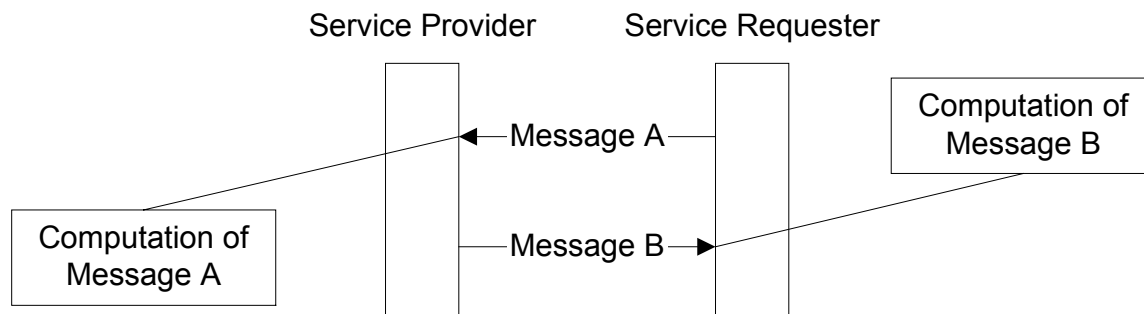 Service Provider
Service Requester
Message A
Computation of
Message B
Computation of
Message A
Message B